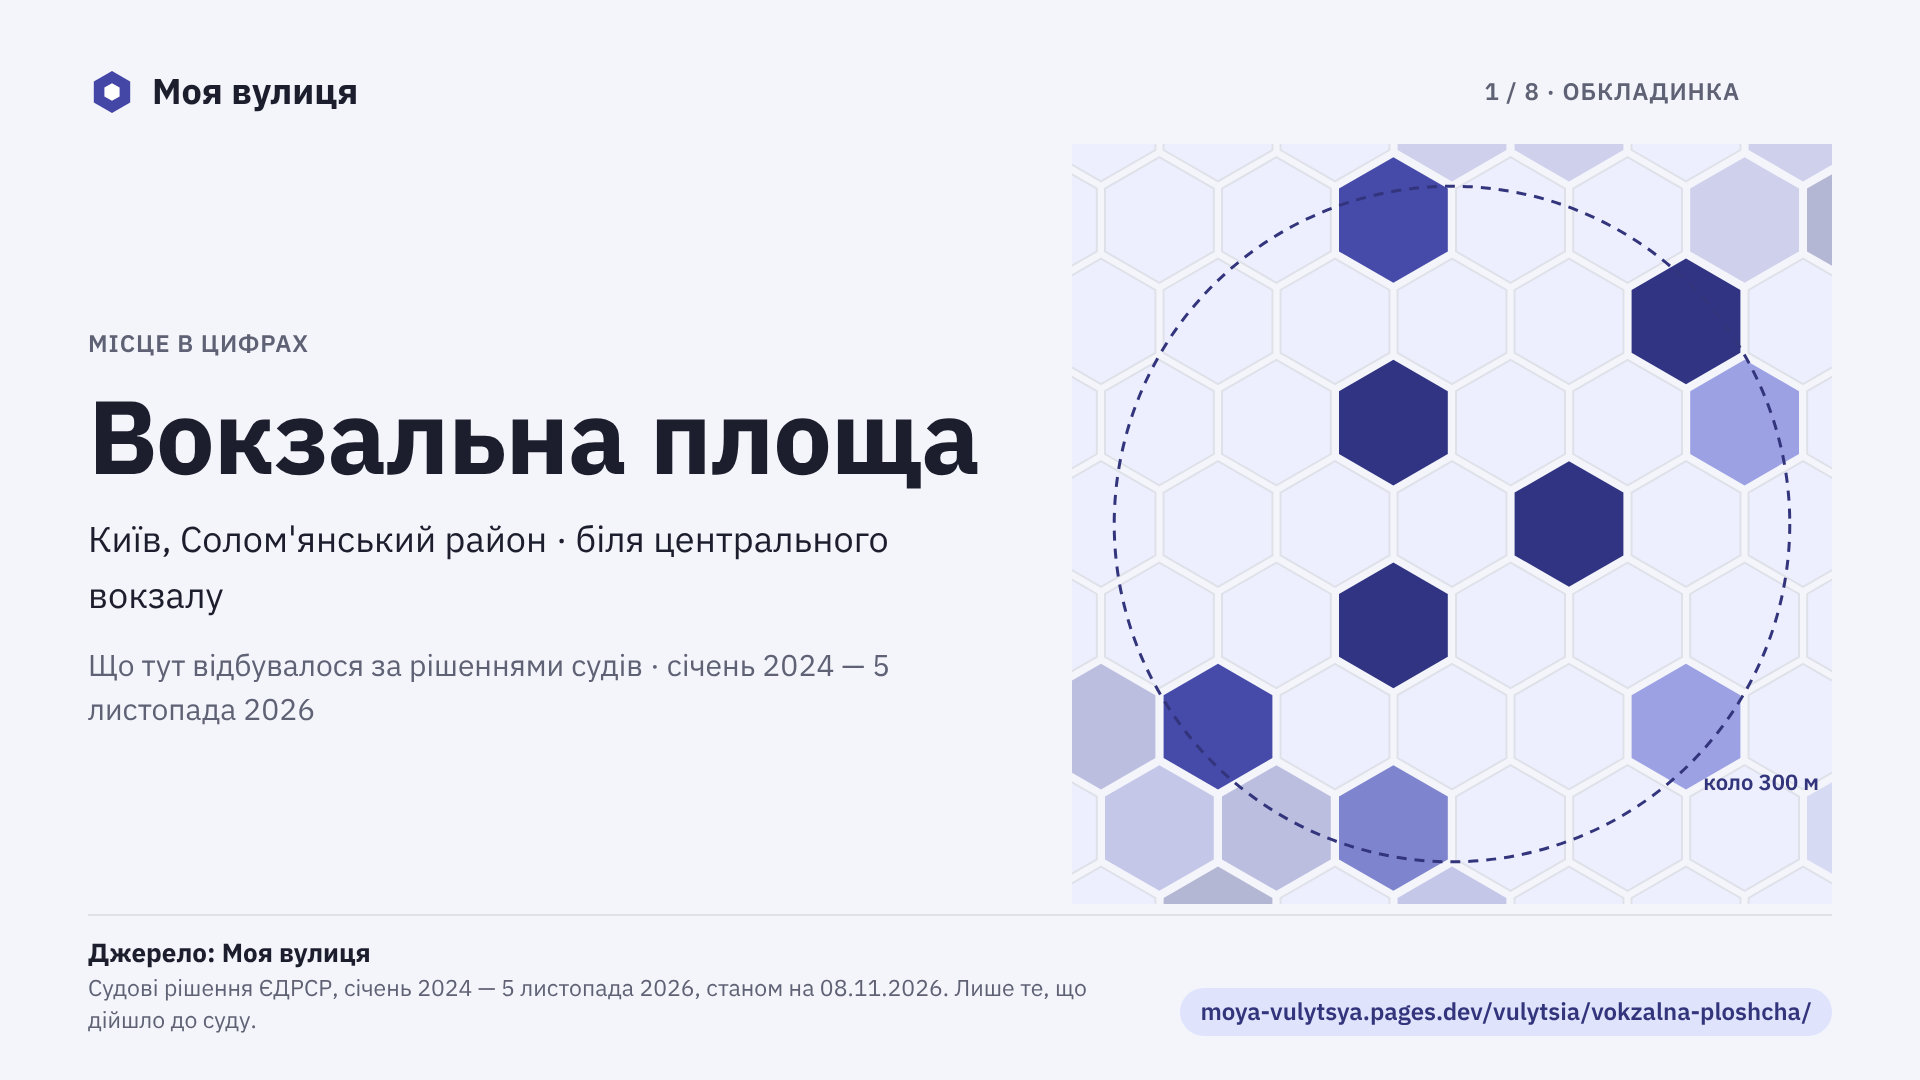 Моя вулиця
1 / 8 · ОБКЛАДИНКА
МІСЦЕ В ЦИФРАХ
Вокзальна площа
Київ, Солом'янський район · біля центрального
вокзалу
Що тут відбувалося за рішеннями судів · січень 2024 — 5
листопада 2026
коло 300 м
Джерело: Моя вулиця
Судові рішення ЄДРСР, січень 2024 — 5 листопада 2026, станом на 08.11.2026. Лише те, що
дійшло до суду.
moya-vulytsya.pages.dev/vulytsia/vokzalna-ploshcha/